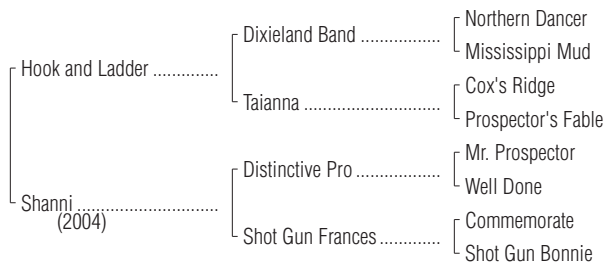 Northern Dancer
Dixieland Band ..................
Mississippi Mud
Hook and Ladder ..............
Cox's Ridge
Taianna ..............................
Prospector's Fable
Mr. Prospector
Distinctive Pro ...................
Well Done
Shanni ...............................
(2004)
Commemorate
Shot Gun Frances .............
Shot Gun Bonnie